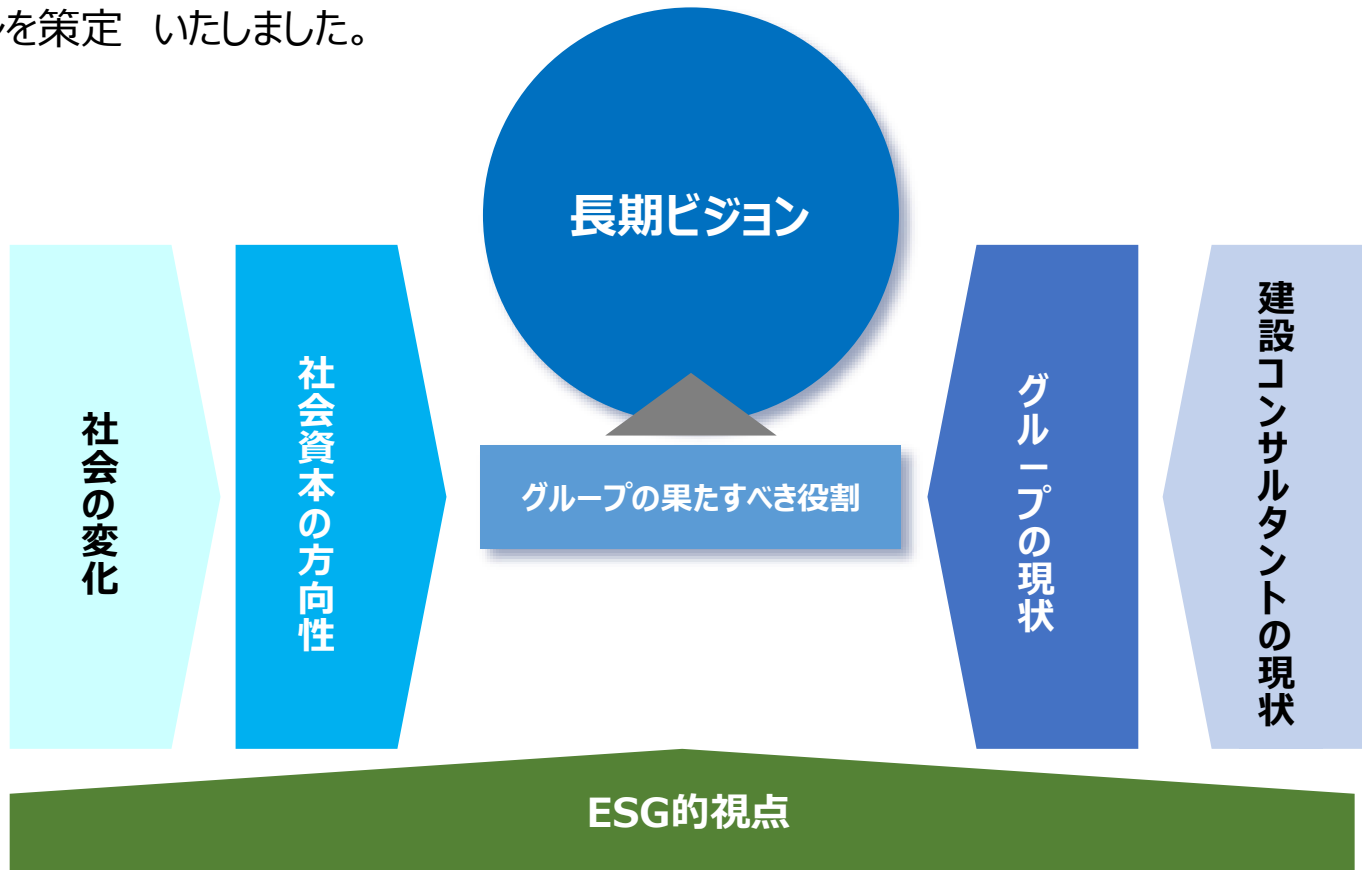 ンを策定 いたしました。
長期ビジョン
社会の変化
社会資本の方向性
グループの果たすべき役割
グループの現状
建設コンサルタントの現状
ESG的視点